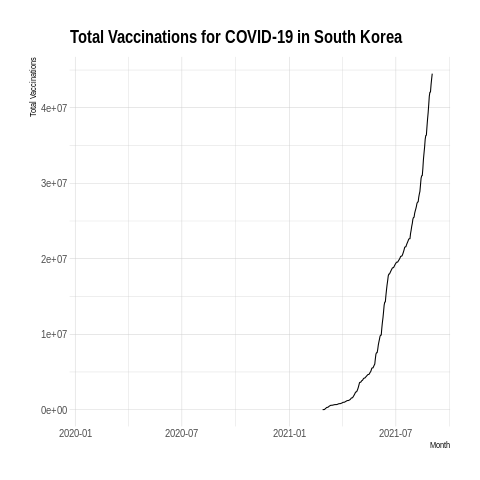 Total Vaccinations for COVID-19 in South Korea
Total Vaccinations
4e+07
3e+07
2e+07
1e+07
0e+00
2020-01 2020-07 2021-01 2021-07
Month